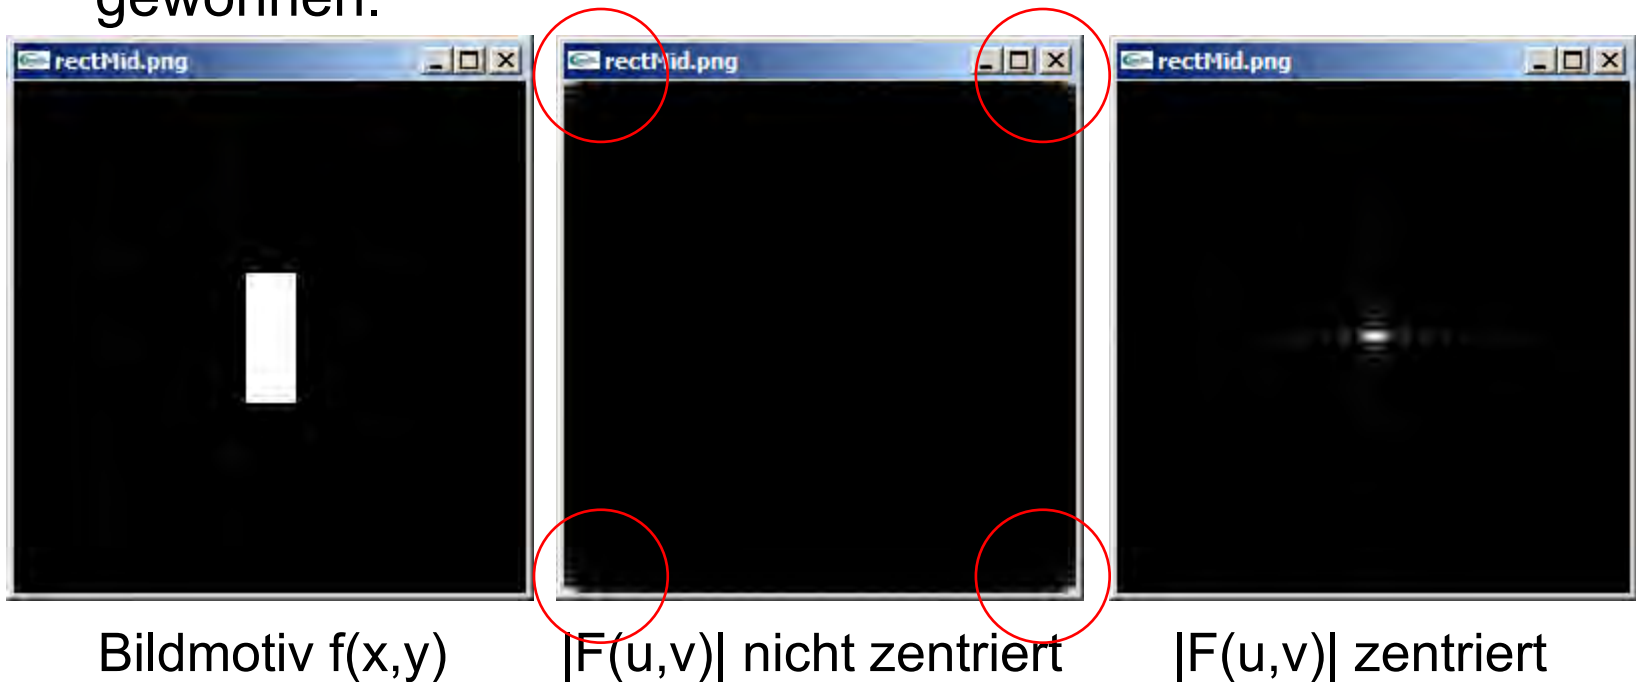 gewonnen.
rectMid.png rectMid.png rectMid.png
Bildmotiv f(x,y) |F(u,v)| nicht zentriert |F(u,v)| zentriert